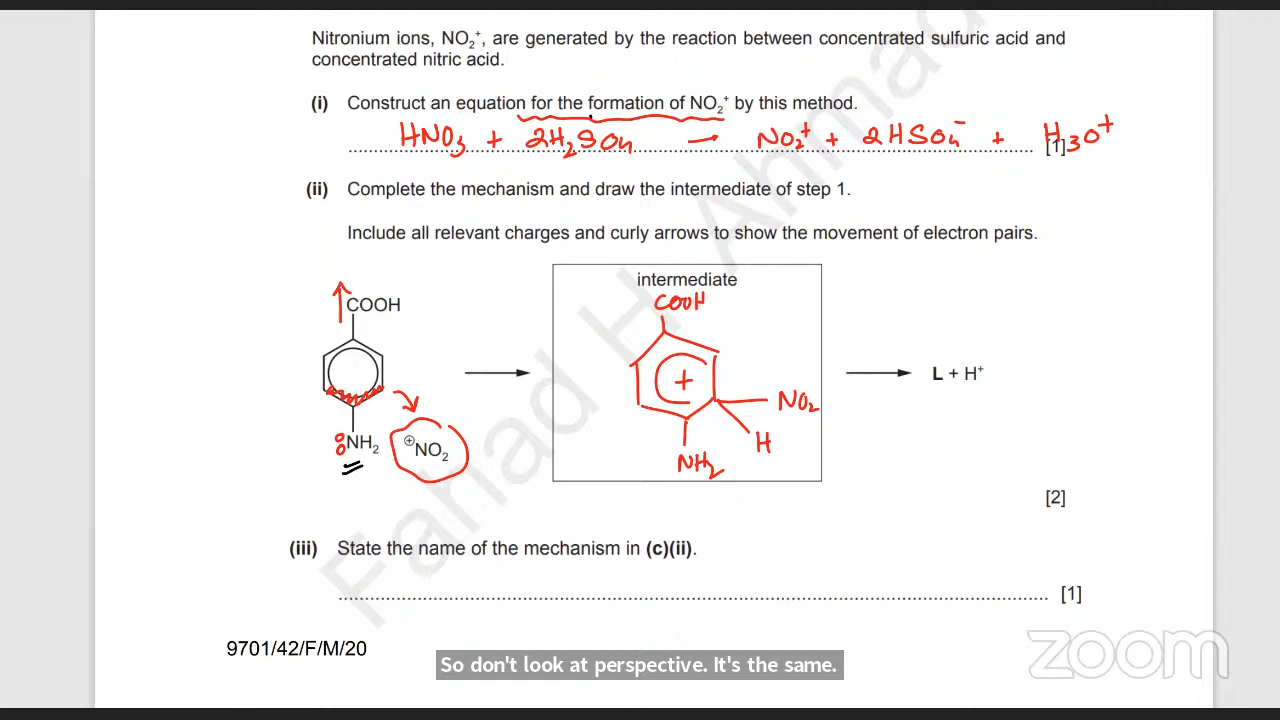 Nitronium ions, NO₂⁺, are generated by the reaction between concentrated sulfuric acid and
concentrated nitric acid.
(i) Construct an equation for the formation of NO₂⁺ by this method.
HNO₃ + 2H₂SO₄ → NO₂⁺ + 2HSO₄⁻ + H₃O⁺
[1]
(ii) Complete the mechanism and draw the intermediate of step 1.
Include all relevant charges and curly arrows to show the movement of electron pairs.
intermediate
COOH
COOH
+
L + H⁺
NO₂
NH₂
⊕NO₂
H
NH₂
[2]
(iii) State the name of the mechanism in (c)(ii).
[1]
9701/42/F/M/20
So don't look at perspective. It's the same.
zoom
Fahad H Ahmad